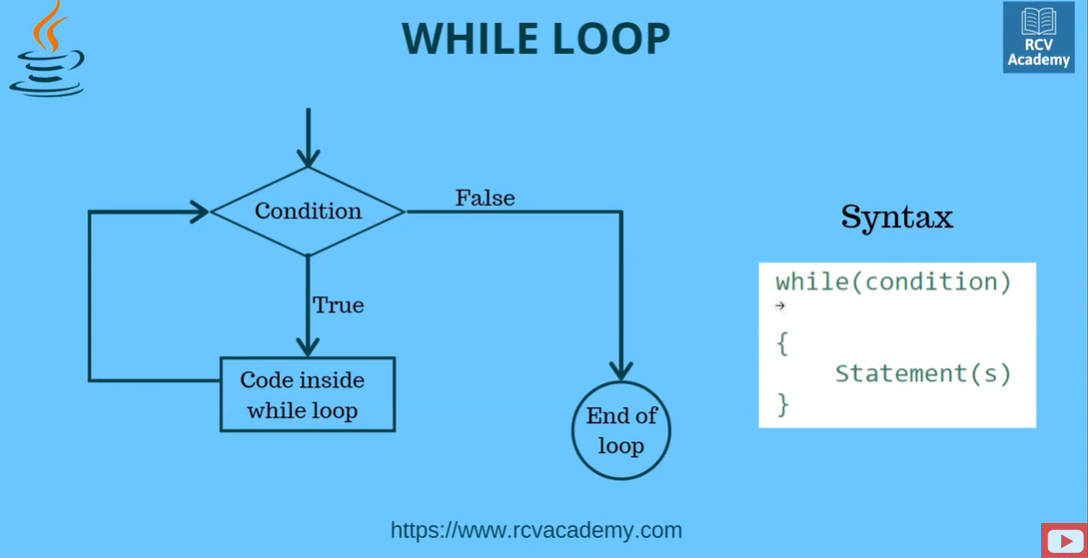 WHILE LOOP
RCV
Academy
Condition
False
True
Code inside
while loop
End of
loop
Syntax
while(condition)
{
Statement(s)
}
https://www.rcvacademy.com